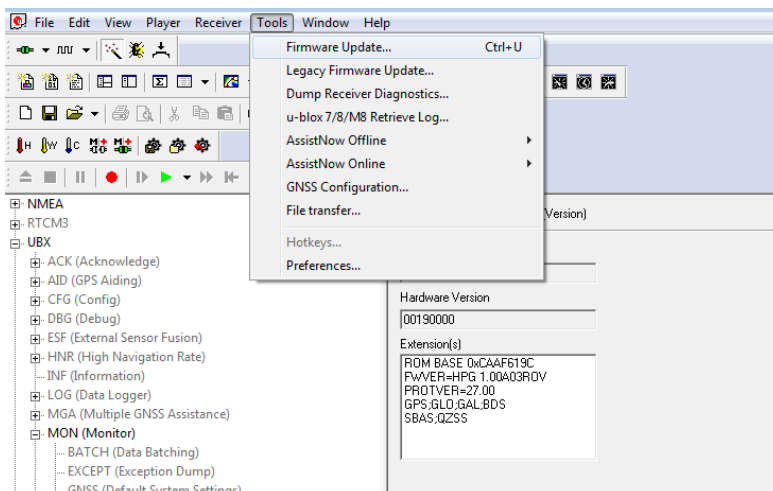 File Edit View Player Receiver Tools Window Help
Firmware Update... Ctrl+U
Legacy Firmware Update...
Dump Receiver Diagnostics...
u-blox 7/8/M8 Retrieve Log...
AssistNow Offline
AssistNow Online
GNSS Configuration...
File transfer...
Hotkeys...
Preferences...
NMEA
RTCM3
UBX
ACK (Acknowledge)
AID (GPS Aiding)
CFG (Config)
DBG (Debug)
ESF (External Sensor Fusion)
HNR (High Navigation Rate)
INF (Information)
LOG (Data Logger)
MGA (Multiple GNSS Assistance)
MON (Monitor)
BATCH (Data Batching)
EXCEPT (Exception Dump)
GNSS (Default System Settings)
Version)
Hardware Version
00190000
Extension(s)
ROM BASE 0xCAAF619C
FWVER=HPG 1.00A03ROV
PROTVER=27.00
GPS;GLO;GAL;BDS
SBAS;QZSS